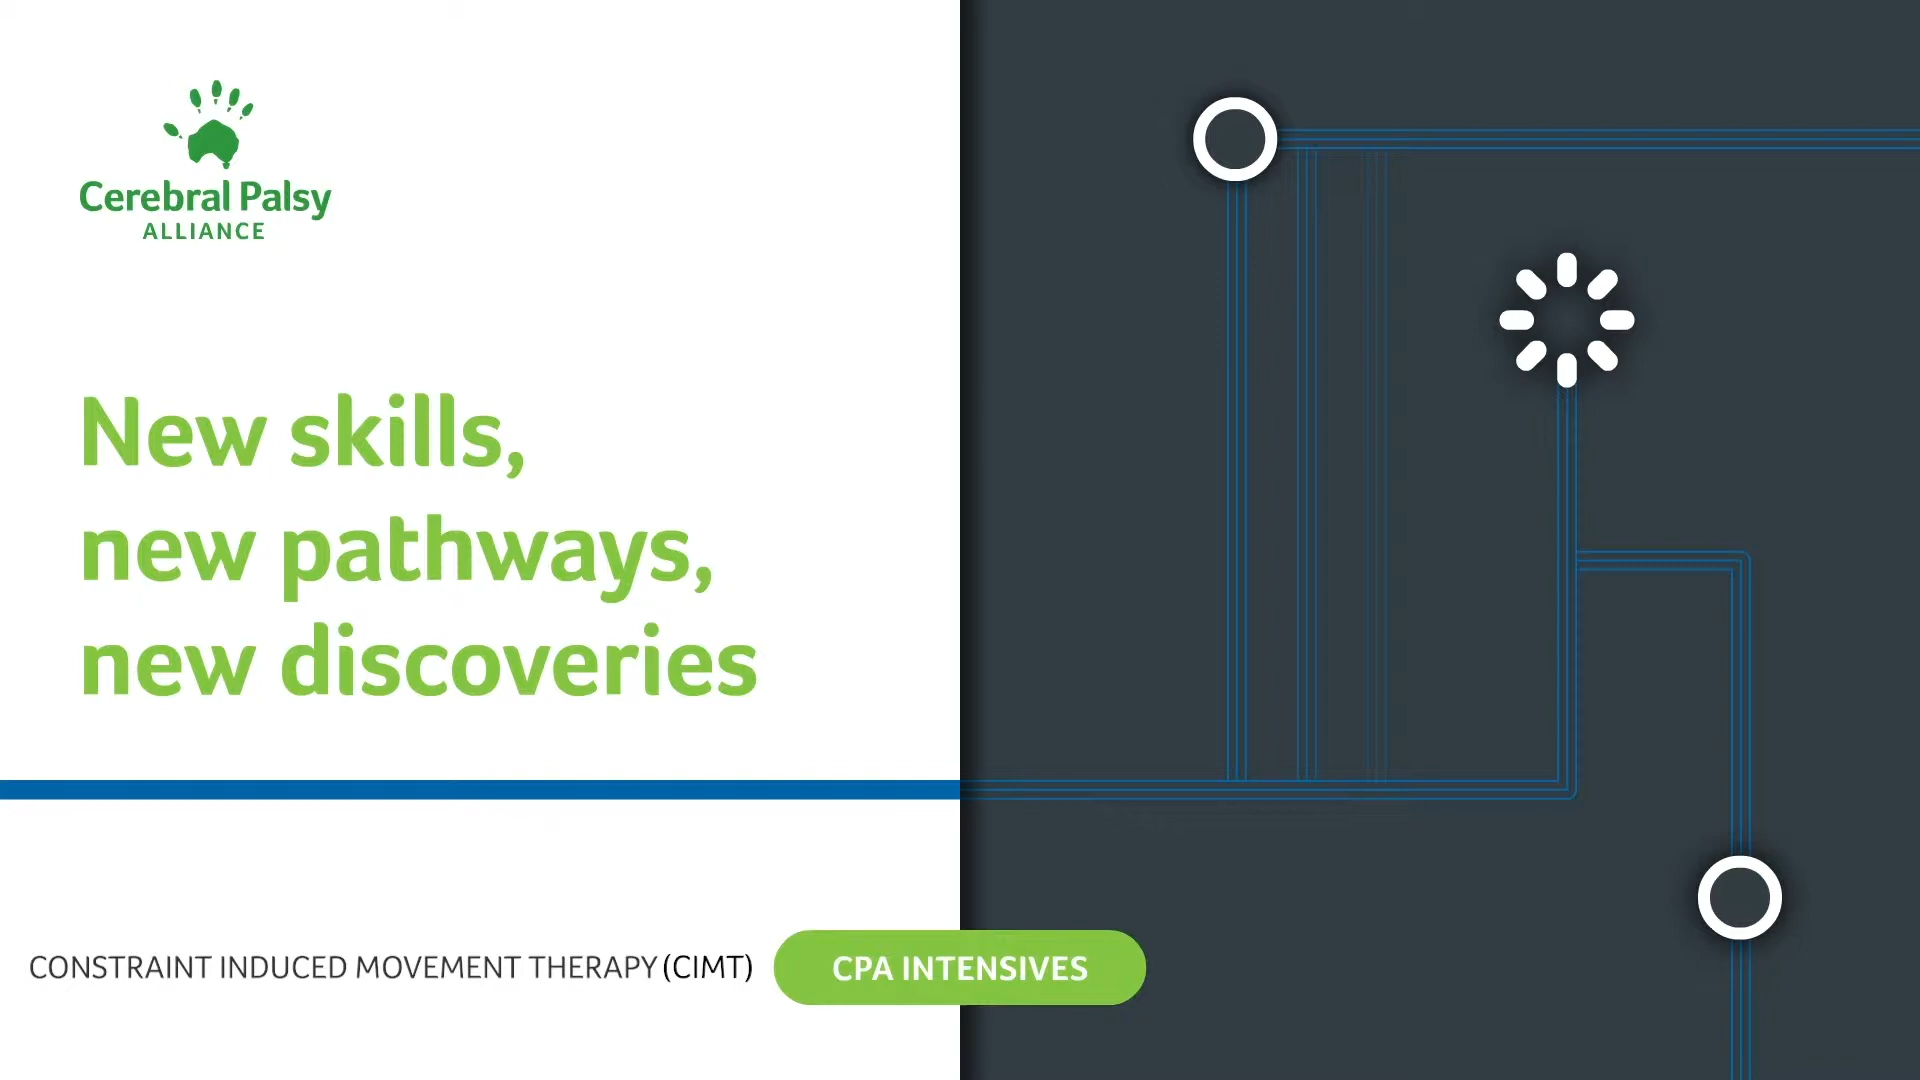 Cerebral Palsy
ALLIANCE
New skills,
new pathways,
new discoveries
CONSTRAINT INDUCED MOVEMENT THERAPY (CIMT)
CPA INTENSIVES